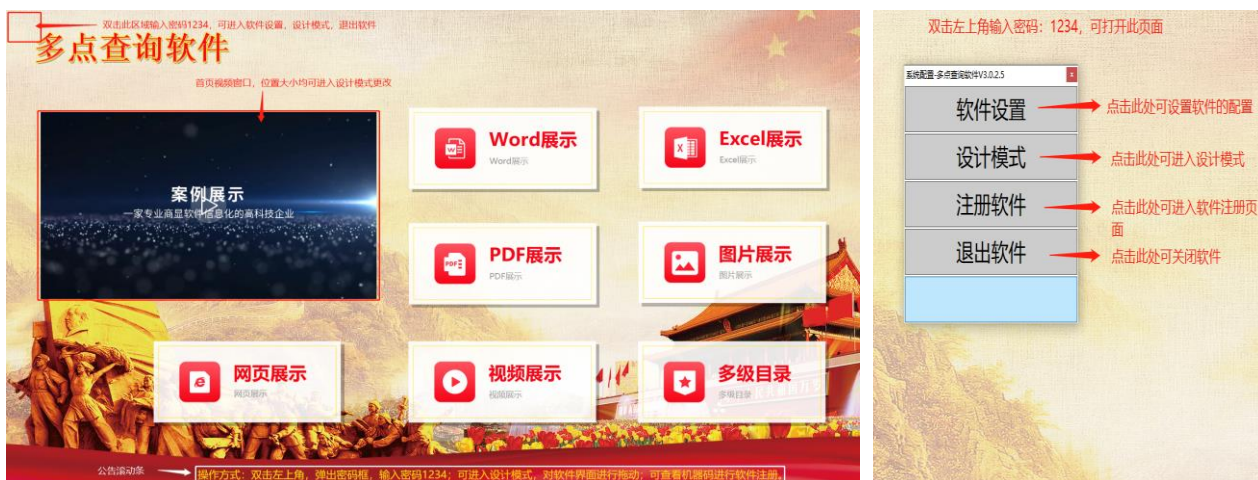 双击此区域输入密码1234，可进入软件设置，设计模式，退出软件
多点查询软件
首页视频窗口，位置大小均可进入设计模式更改
案例展示
一家专业商显软件信息化的高科技企业
Word展示
Word展示
Excel展示
Excel展示
PDF展示
PDF展示
图片展示
图片展示
网页展示
网页展示
视频展示
视频展示
多级目录
多级目录
公告滚动条
操作方式：双击左上角，弹出密码框，输入密码1234；可进入设计模式，对软件界面进行拖动；可查看机器码进行软件注册。
双击左上角输入密码：1234，可打开此页面
系统配置-多点查询软件V3.0.2.5
x
软件设置
点击此处可设置软件的配置
设计模式
点击此处可进入设计模式
注册软件
点击此处可进入软件注册页
面
退出软件
点击此处可关闭软件